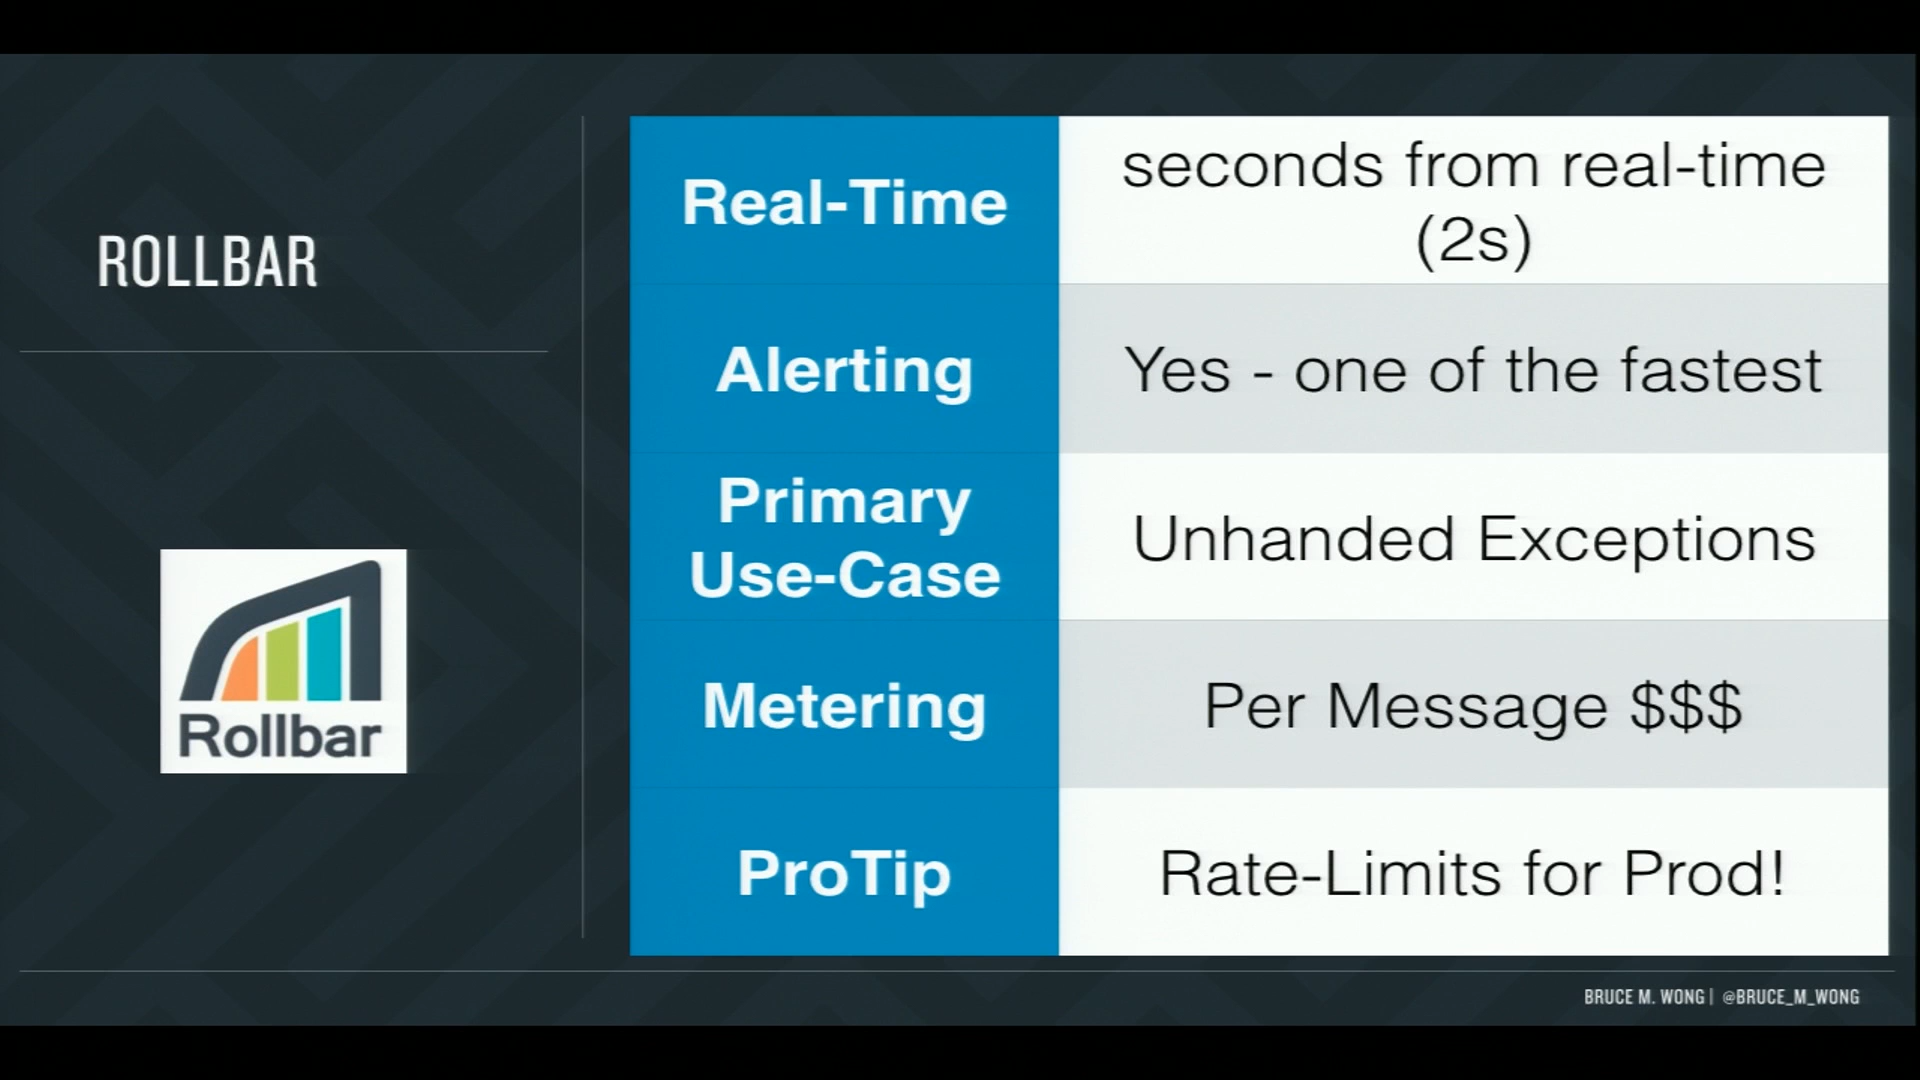 ROLLBAR
Rollbar
Real-Time
seconds from real-time
(2s)
Alerting
Yes - one of the fastest
Primary
Use-Case
Unhanded Exceptions
Metering
Per Message $$$
ProTip
Rate-Limits for Prod!
BRUCE M. WONG | @BRUCE_M_WONG